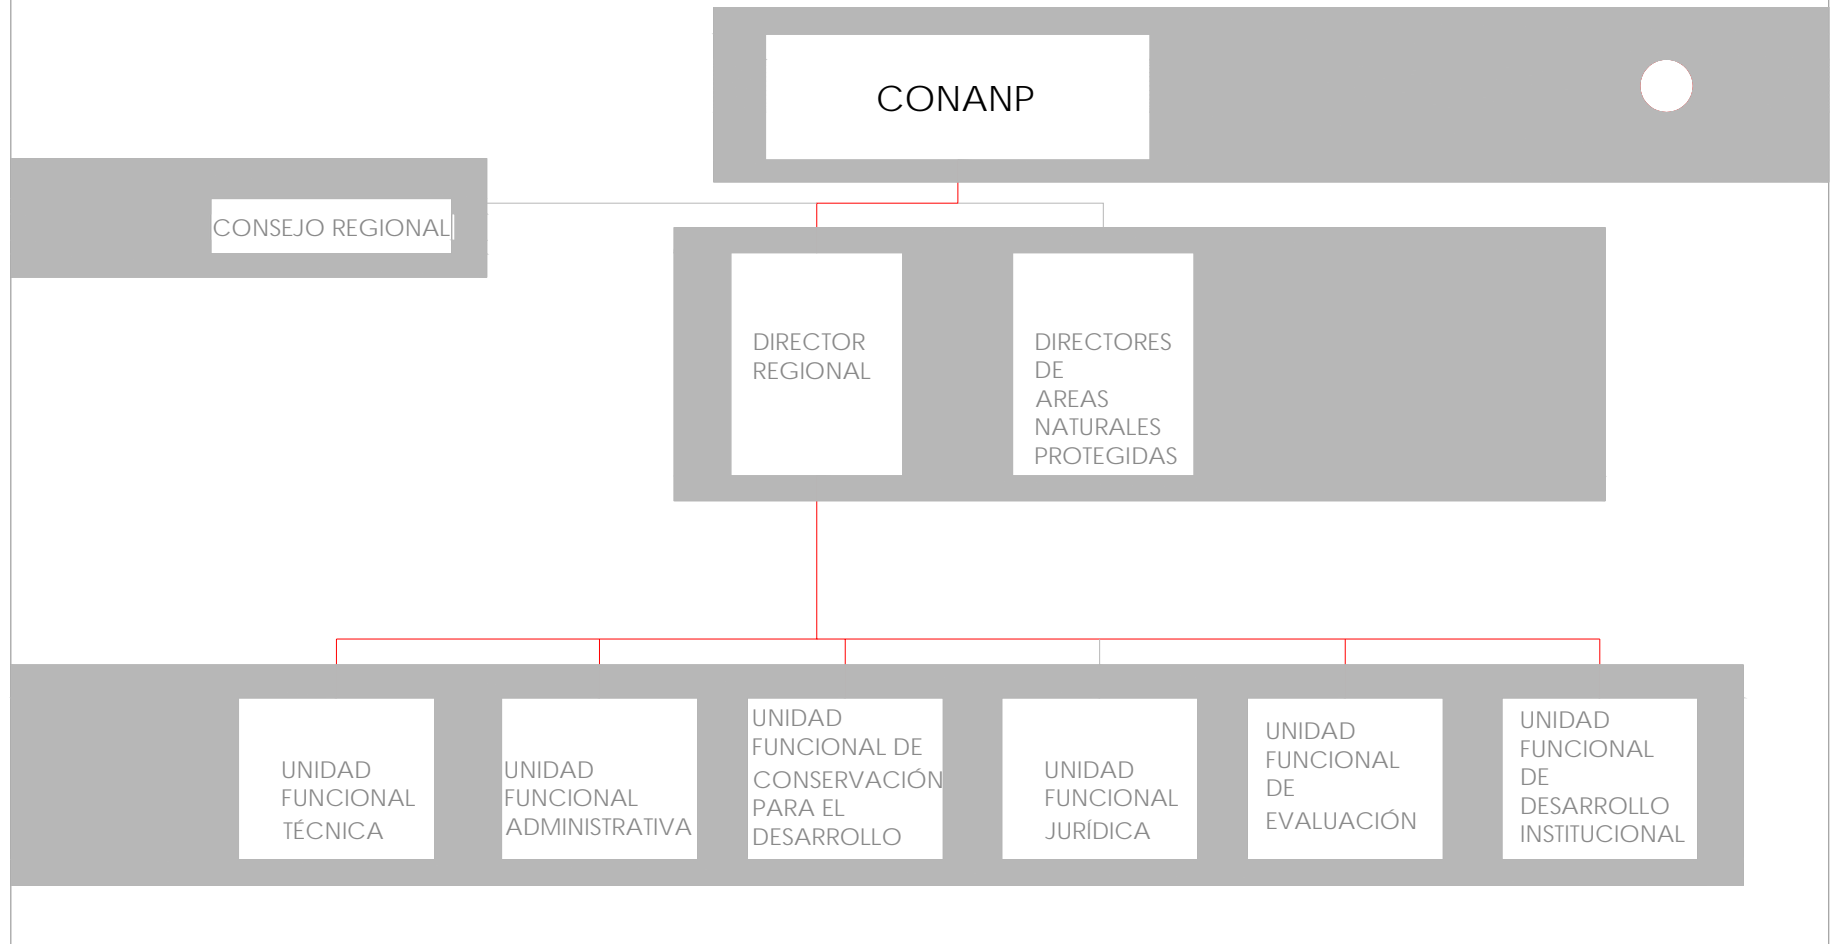 CONANP
CONSEJO REGIONAL
DIRECTOR
REGIONAL
DIRECTORES
DE
AREAS
NATURALES
PROTEGIDAS
UNIDAD
FUNCIONAL
TÉCNICA
UNIDAD
FUNCIONAL
ADMINISTRATIVA
UNIDAD
FUNCIONAL DE
CONSERVACIÓN
PARA EL
DESARROLLO
UNIDAD
FUNCIONAL
JURÍDICA
UNIDAD
FUNCIONAL
DE
EVALUACIÓN
UNIDAD
FUNCIONAL
DE
DESARROLLO
INSTITUCIONAL